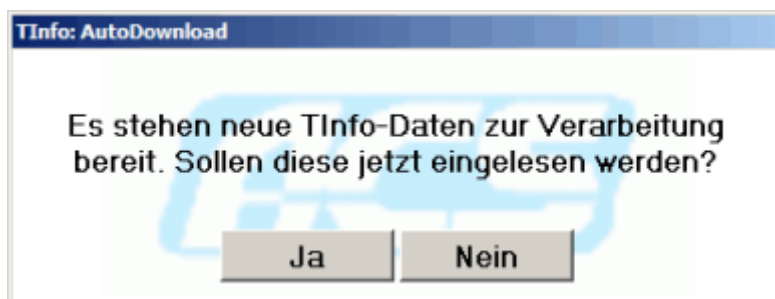 TInfo: AutoDownload
Es stehen neue TInfo-Daten zur Verarbeitung
bereit. Sollen diese jetzt eingelesen werden?
Ja
Nein